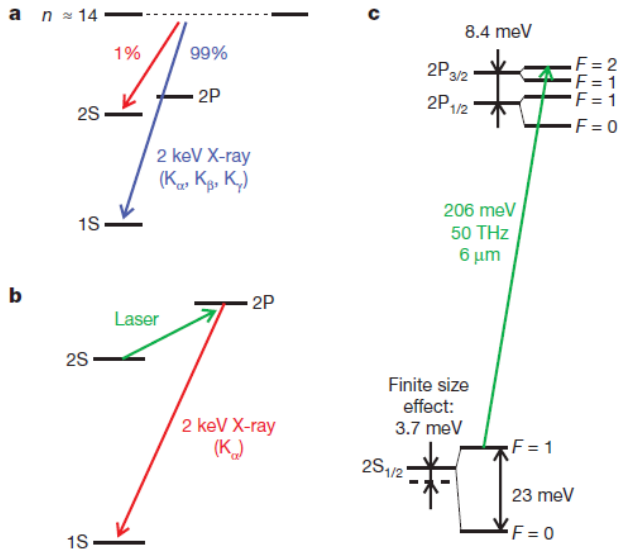 a n ≈ 14
1% 99%
2S 2P
2 keV X-ray
(Kα, Kβ, Kγ)
1S
b
Laser 2P
2S
2 keV X-ray
(Kα)
1S
c
8.4 meV
2P3/2 F = 2
F = 1
2P1/2 F = 1
F = 0
206 meV
50 THz
6 μm
Finite size
effect:
3.7 meV
F = 1
2S1/2
23 meV
F = 0